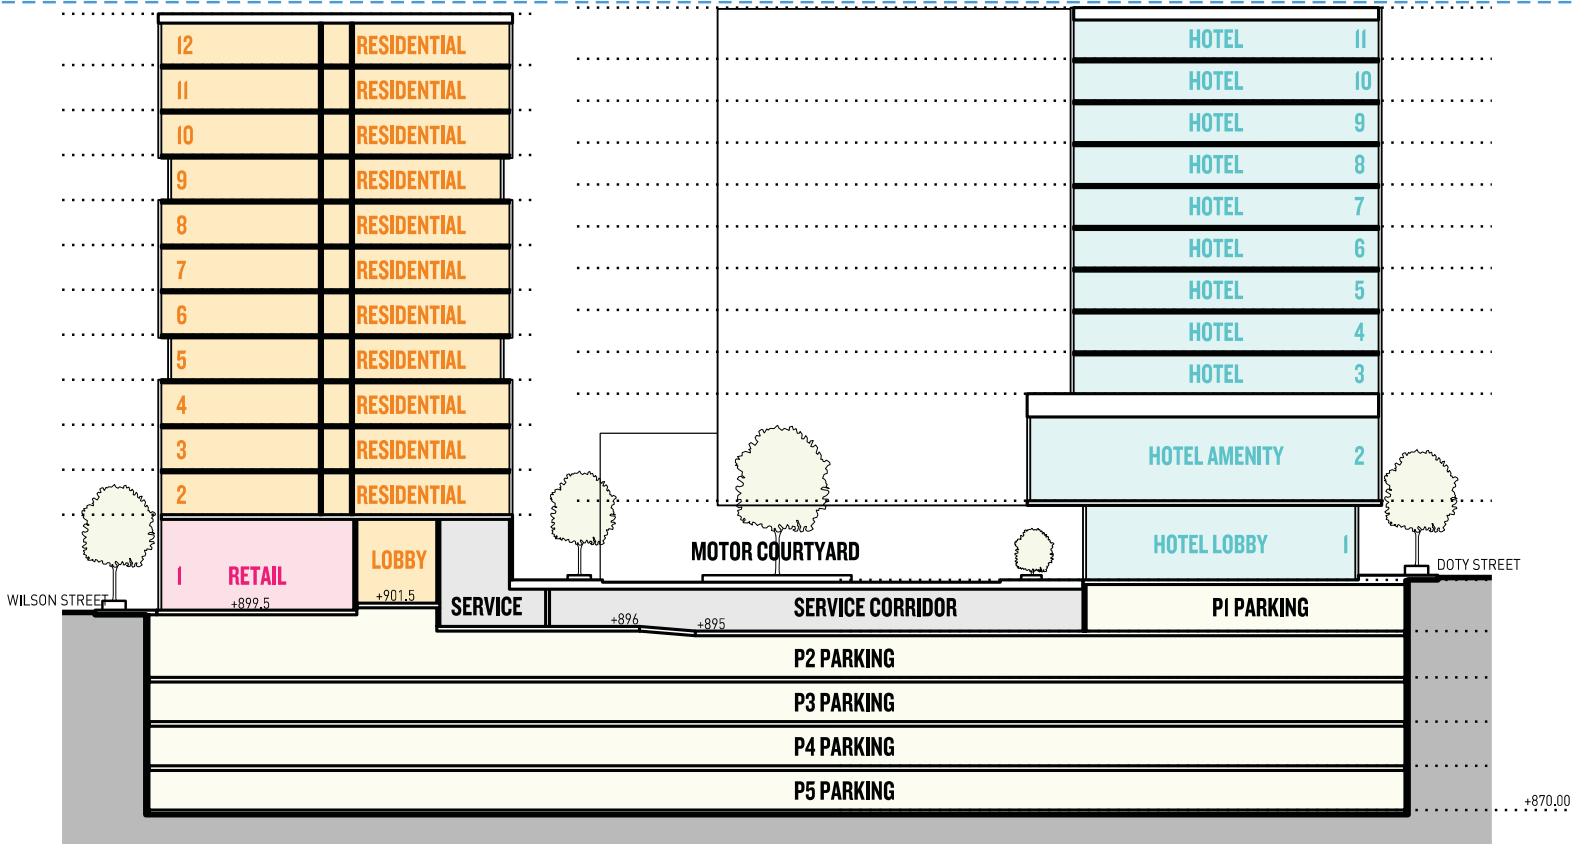 12 RESIDENTIAL
11 RESIDENTIAL
10 RESIDENTIAL
9 RESIDENTIAL
8 RESIDENTIAL
7 RESIDENTIAL
6 RESIDENTIAL
5 RESIDENTIAL
4 RESIDENTIAL
3 RESIDENTIAL
2 RESIDENTIAL
1 RETAIL
+899.5
LOBBY
+901.5
SERVICE
WILSON STREET
HOTEL 11
HOTEL 10
HOTEL 9
HOTEL 8
HOTEL 7
HOTEL 6
HOTEL 5
HOTEL 4
HOTEL 3
HOTEL AMENITY 2
HOTEL LOBBY 1
MOTOR COURTYARD
DOTY STREET
SERVICE CORRIDOR
+896
+895
P1 PARKING
P2 PARKING
P3 PARKING
P4 PARKING
P5 PARKING
+870.00